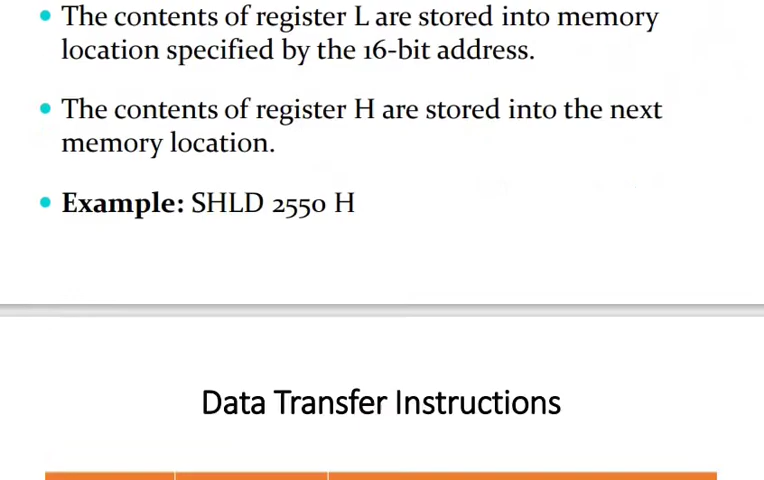 • The contents of register L are stored into memory
location specified by the 16-bit address.
• The contents of register H are stored into the next
memory location.
• Example: SHLD 2550 H
Data Transfer Instructions